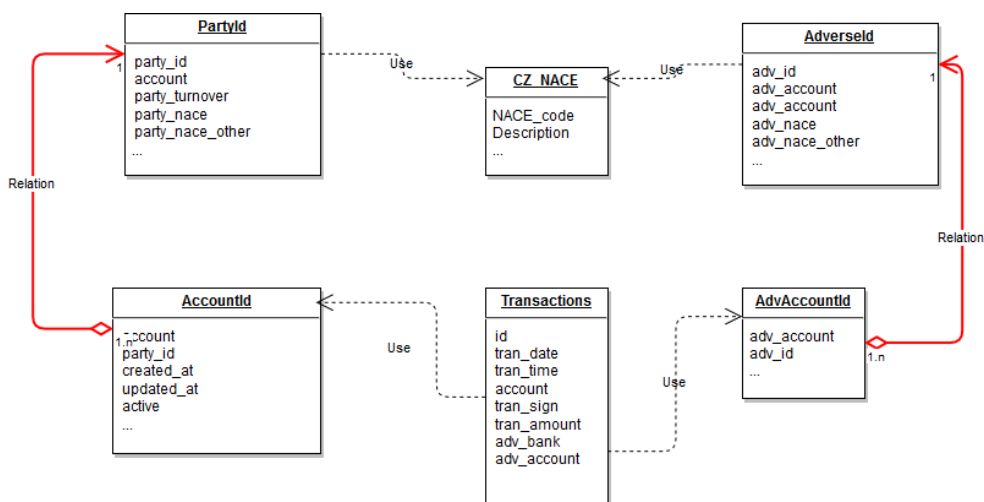 PartyId
party_id
account
party_turnover
party_nace
party_nace_other
...
1
Use
CZ_NACE
NACE_code
Description
...
Use
AdverseId
adv_id
adv_account
adv_account
adv_nace
adv_nace_other
...
1
Relation
Relation
AccountId
account
party_id
created_at
updated_at
active
...
1.n
Use
Transactions
id
tran_date
tran_time
account
tran_sign
tran_amount
adv_bank
adv_account
Use
AdvAccountId
adv_account
adv_id
...
1.n